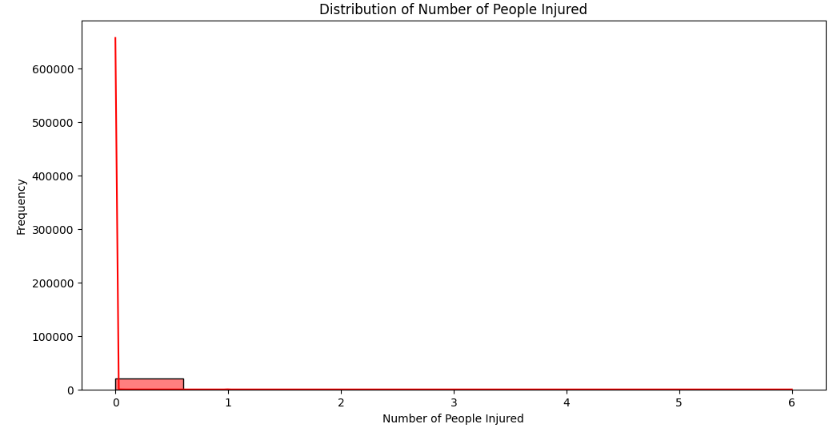 Distribution of Number of People Injured
600000
500000
400000
300000
200000
100000
0
Frequency
0 1 2 3 4 5 6
Number of People Injured